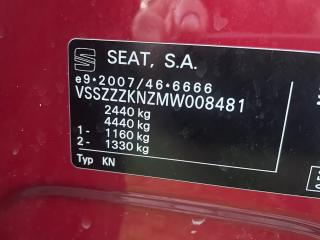 SEAT, S.A.
e9*2007/46*6666
VSSZZZKNZMW008481
2440 kg
4440 kg
1- 1160 kg
2- 1330 kg
Typ KN